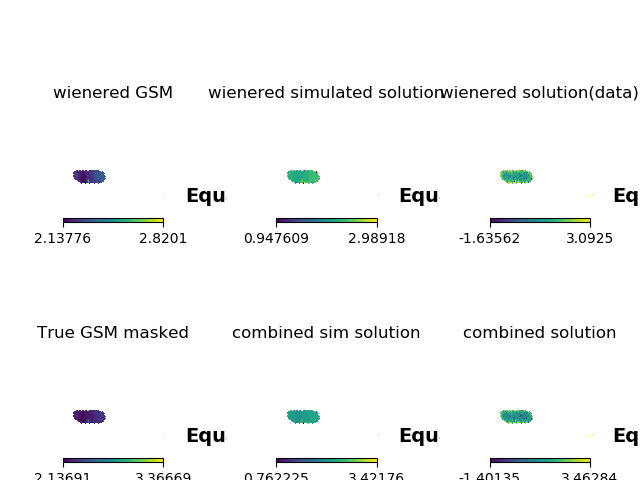 wienered GSM wienered simulated solution wienered solution(data)
Equ Equ Eq
2.13776 2.8201 0.947609 2.98918 -1.63562 3.0925
True GSM masked combined sim solution combined solution
Equ Equ Eq
2.13691 3.36669 0.762225 3.42176 -1.40135 3.46284